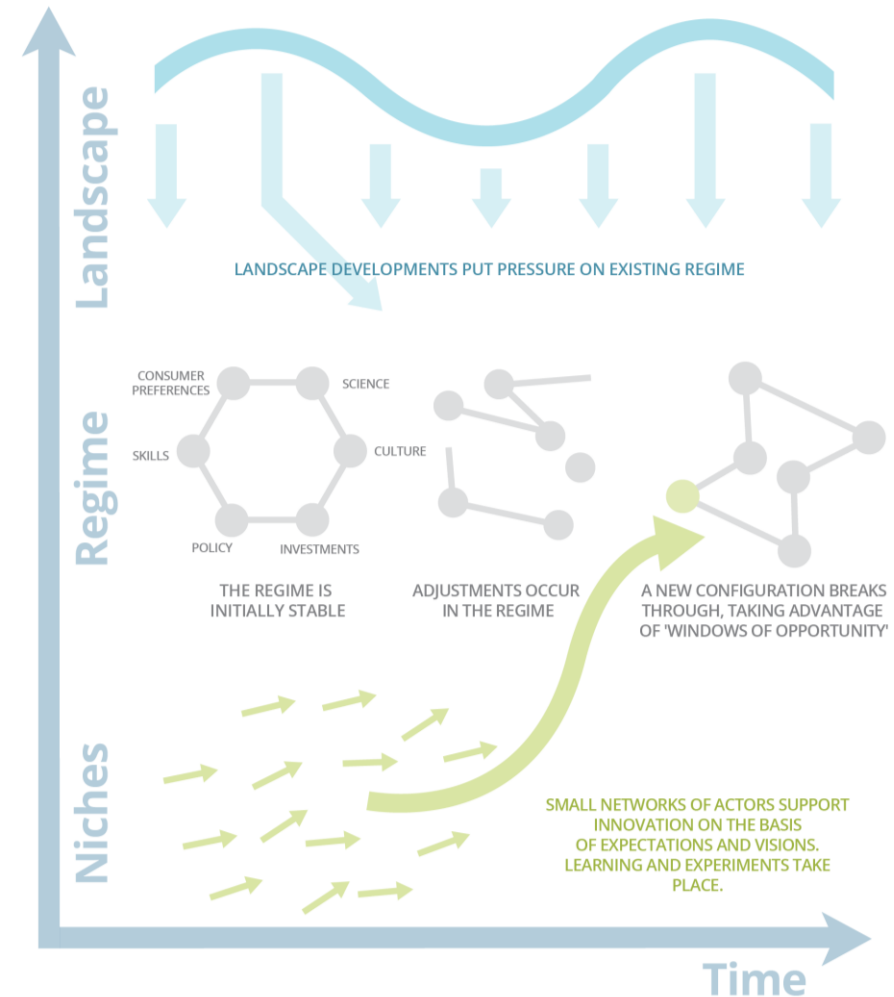 Landscape
LANDSCAPE DEVELOPMENTS PUT PRESSURE ON EXISTING REGIME
Regime
CONSUMER
PREFERENCES
SCIENCE
SKILLS
CULTURE
POLICY
INVESTMENTS
THE REGIME IS
INITIALLY STABLE
ADJUSTMENTS OCCUR
IN THE REGIME
A NEW CONFIGURATION BREAKS
THROUGH, TAKING ADVANTAGE
OF 'WINDOWS OF OPPORTUNITY'
Niches
SMALL NETWORKS OF ACTORS SUPPORT
INNOVATION ON THE BASIS
OF EXPECTATIONS AND VISIONS.
LEARNING AND EXPERIMENTS TAKE
PLACE.
Time